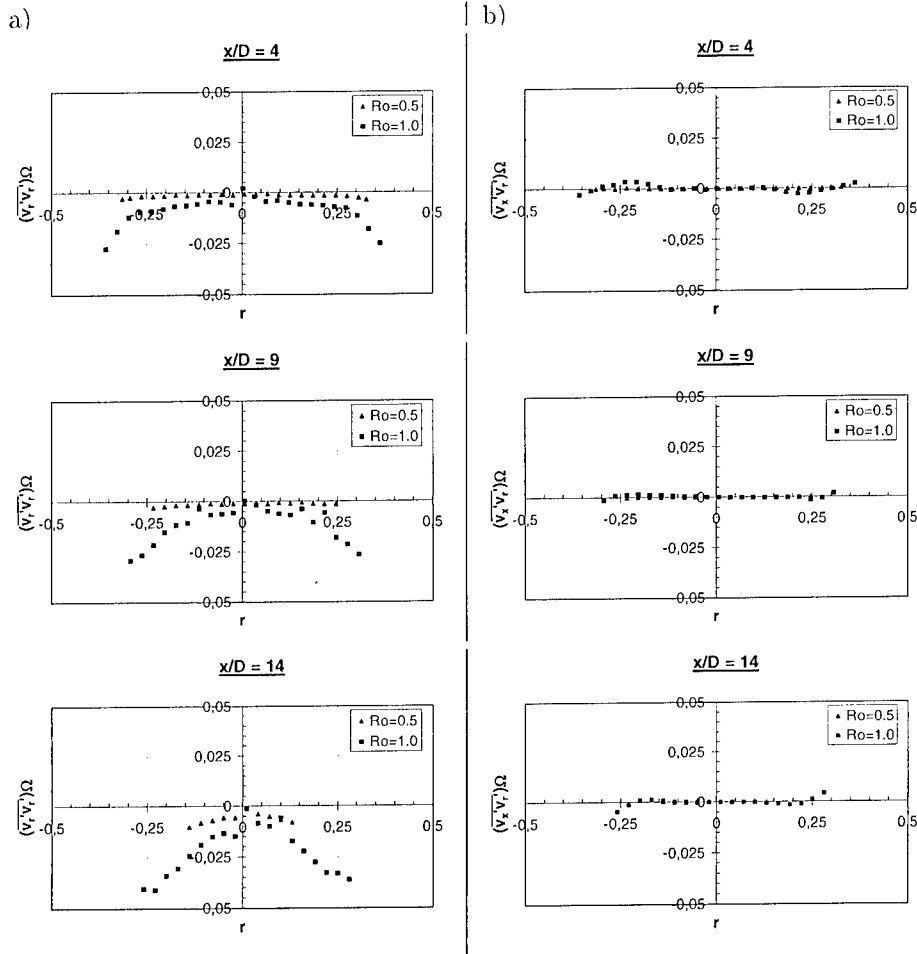 a)
x/D = 4
0,05
0,025
0
-0,025
-0,05
-0,5
-0,25
0
0,25
0,5
Ro=0.5
Ro=1.0
(v_r'v_r')Ω
r
x/D = 9
0,05
0,025
0
-0,025
-0,05
-0,5
-0,25
0
0,25
0,5
Ro=0.5
Ro=1.0
(v_r'v_r')Ω
r
x/D = 14
0,05
0,025
0
-0,025
-0,05
-0,5
-0,25
0
0,25
0,5
Ro=0.5
Ro=1.0
(v_r'v_r')Ω
r
b)
x/D = 4
0,05
0,025
0
-0,025
-0,05
-0,5
-0,25
0
0,25
0,5
Ro=0.5
Ro=1.0
(v_x'v_r')Ω
r
x/D = 9
0,05
0,025
0
-0,025
-0,05
-0,5
-0,25
0
0,25
0,5
Ro=0.5
Ro=1.0
(v_x'v_r')Ω
r
x/D = 14
0,05
0,025
0
-0,025
-0,05
-0,5
-0,25
0
0,25
0,5
Ro=0.5
Ro=1.0
(v_x'v_r')Ω
r